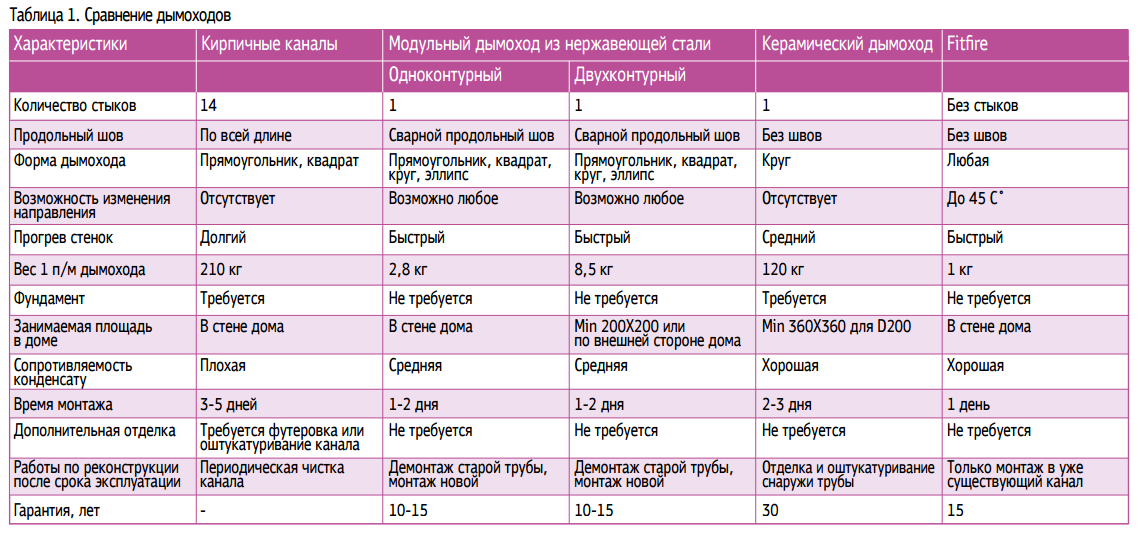 Таблица 1. Сравнение дымоходов
Характеристики Кирпичные каналы Модульный дымоход из нержавеющей стали Керамический дымоход Fitfire
Одноконтурный Двухконтурный
Количество стыков 14 1 1 1 Без стыков
Продольный шов По всей длине Сварной продольный шов Сварной продольный шов Без швов Без швов
Форма дымохода Прямоугольник, квадрат Прямоугольник, квадрат, Прямоугольник, квадрат, Круг Любая
круг, эллипс круг, эллипс
Возможность изменения Отсутствует Возможно любое Возможно любое Отсутствует До 45 С˚
направления
Прогрев стенок Долгий Быстрый Быстрый Средний Быстрый
Вес 1 п/м дымохода 210 кг 2,8 кг 8,5 кг 120 кг 1 кг
Фундамент Требуется Не требуется Не требуется Требуется Не требуется
Занимаемая площадь В стене дома В стене дома Min 200X200 или Min 360X360 для D200 В стене дома
в доме по внешней стороне дома
Сопротивляемость Плохая Средняя Средняя Хорошая Хорошая
конденсату
Время монтажа 3-5 дней 1-2 дня 1-2 дня 2-3 дня 1 день
Дополнительная отделка Требуется футеровка или Не требуется Не требуется Не требуется Не требуется
оштукатуривание канала
Работы по реконструкции Периодическая чистка Демонтаж старой трубы, Демонтаж старой трубы, Отделка и оштукатуривание Только монтаж в уже
после срока эксплуатации канала монтаж новой монтаж новой снаружи трубы существующий канал
Гарантия, лет - 10-15 10-15 30 15